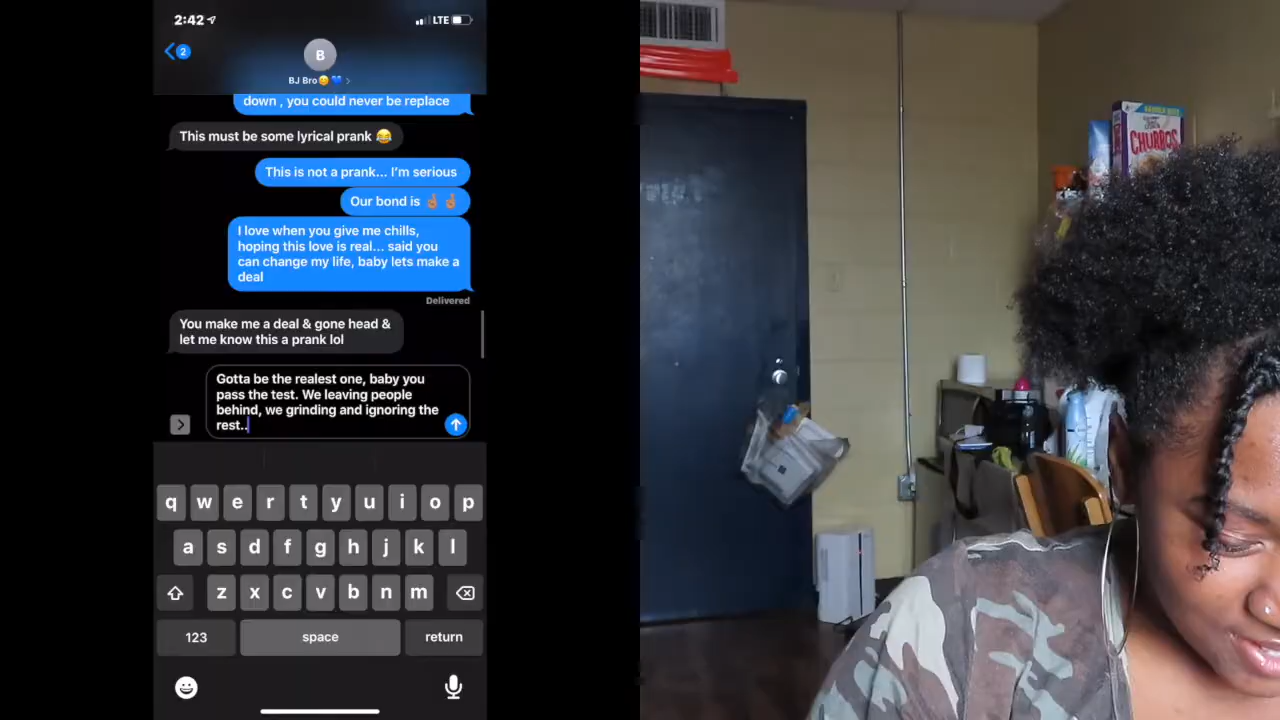 2:42
LTE
2
B
BJ Bro😊💙 >
down , you could never be replace
This must be some lyrical prank 😂
This is not a prank... I'm serious
Our bond is 🤞🏾🤞🏾
I love when you give me chills,
hoping this love is real... said you
can change my life, baby lets make a
deal
Delivered
You make me a deal & gone head &
let me know this a prank lol
Gotta be the realest one, baby you
pass the test. We leaving people
behind, we grinding and ignoring the
rest..
q w e r t y u i o p
a s d f g h j k l
z x c v b n m
123 space return
CHURROS